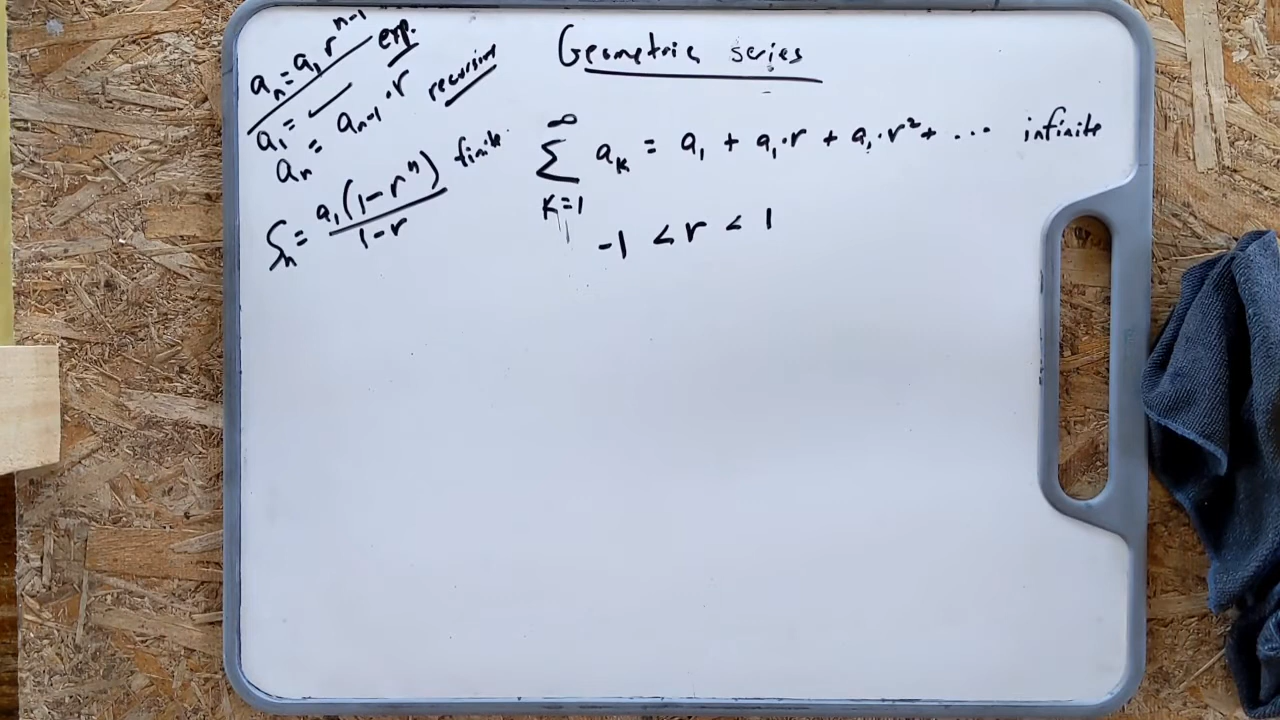 Geometric series
aₙ = a₁ rⁿ⁻¹ exp.
a₁ = ✓
aₙ = aₙ₋₁ · r recursive
Sₙ = a₁(1 - rⁿ) / 1 - r finite
∞
∑ aₖ = a₁ + a₁·r + a₁·r² + ... infinite
K=1
-1 < r < 1